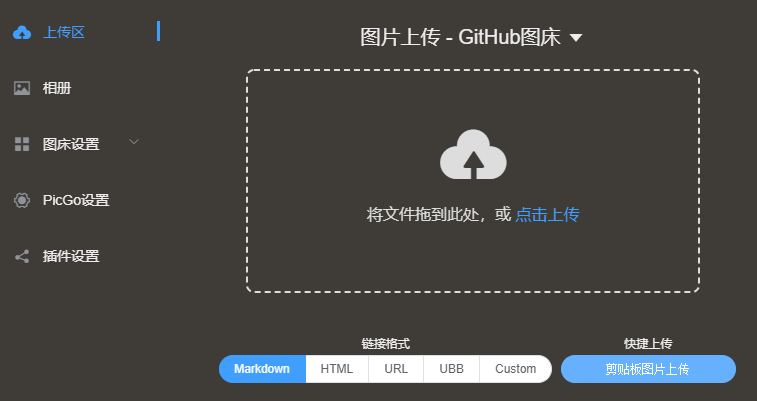 上传区
相册
图床设置
PicGo设置
插件设置
图片上传 - GitHub图床
将文件拖到此处，或 点击上传
链接格式
Markdown HTML URL UBB Custom
快捷上传
剪贴板图片上传